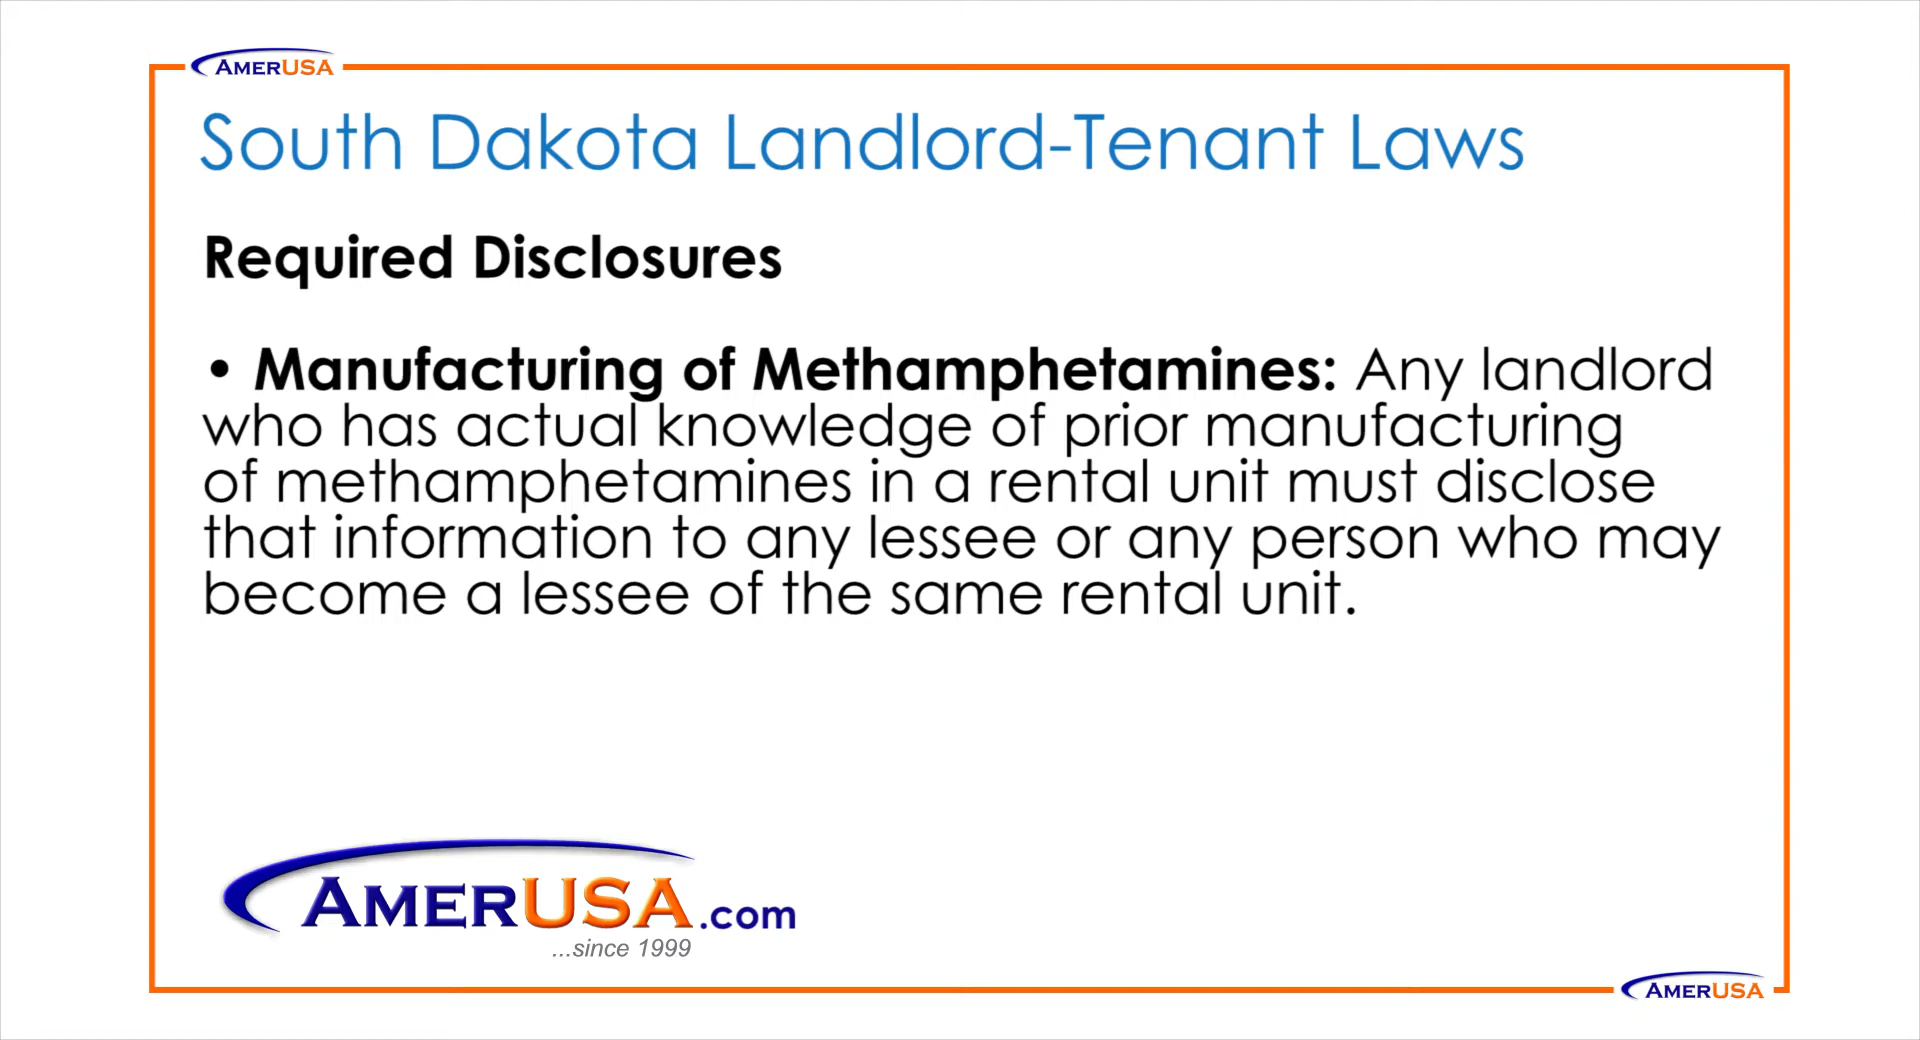 AMERUSA
South Dakota Landlord-Tenant Laws
Required Disclosures
• Manufacturing of Methamphetamines: Any landlord
who has actual knowledge of prior manufacturing
of methamphetamines in a rental unit must disclose
that information to any lessee or any person who may
become a lessee of the same rental unit.
AMERUSA.com
...since 1999
AMERUSA